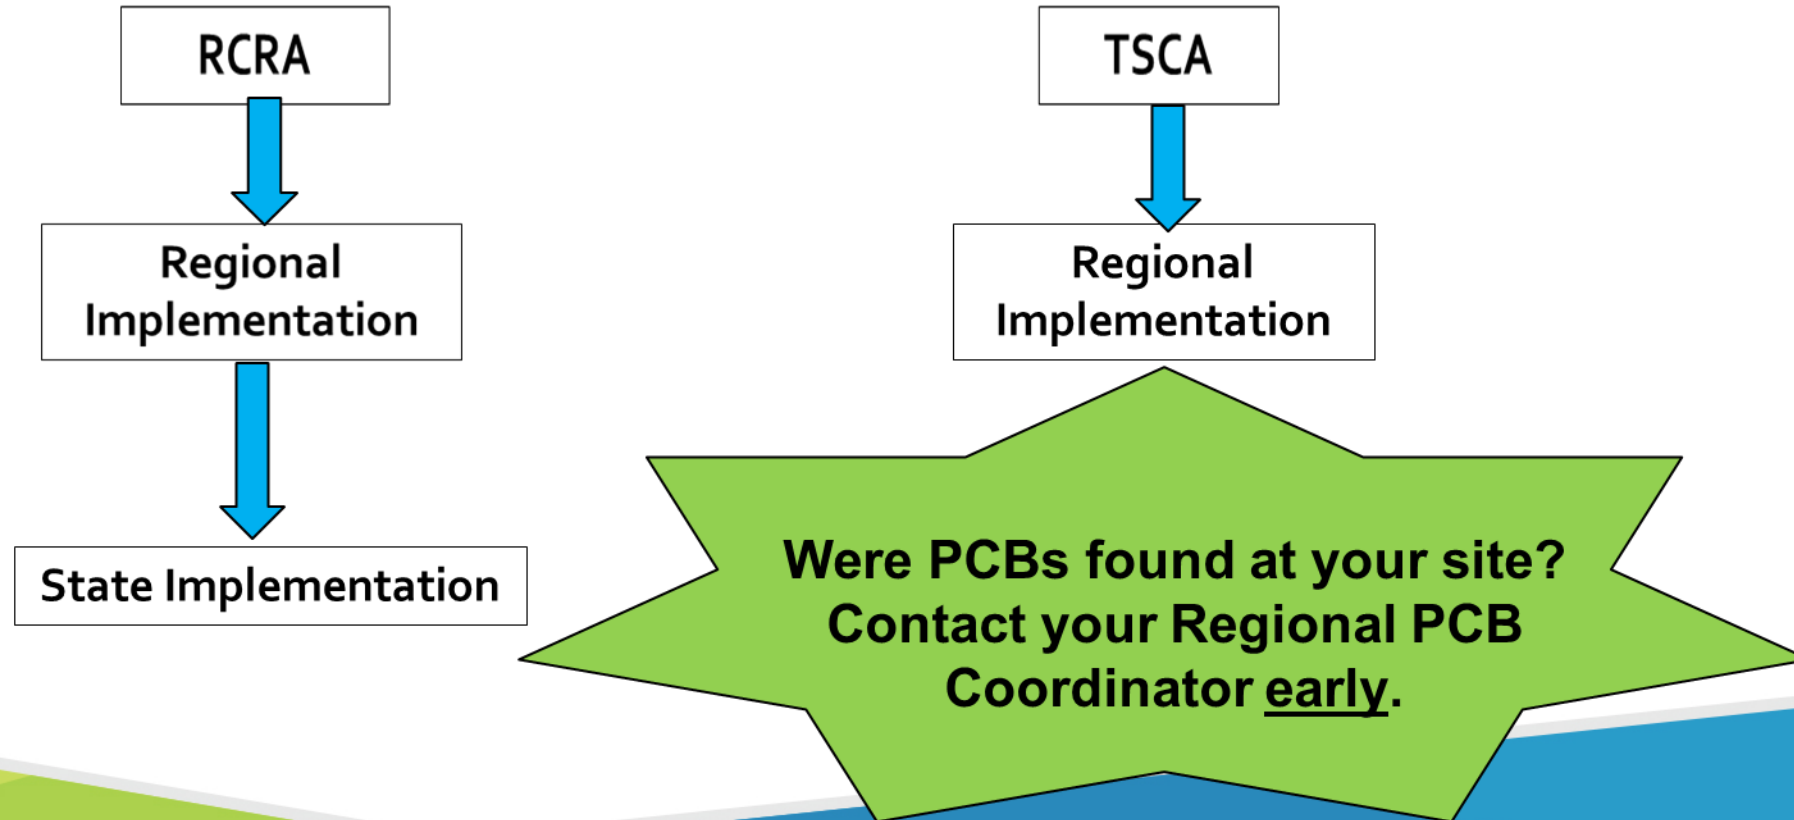 RCRA
Regional
Implementation
State Implementation
TSCA
Regional
Implementation
Were PCBs found at your site?
Contact your Regional PCB
Coordinator early.